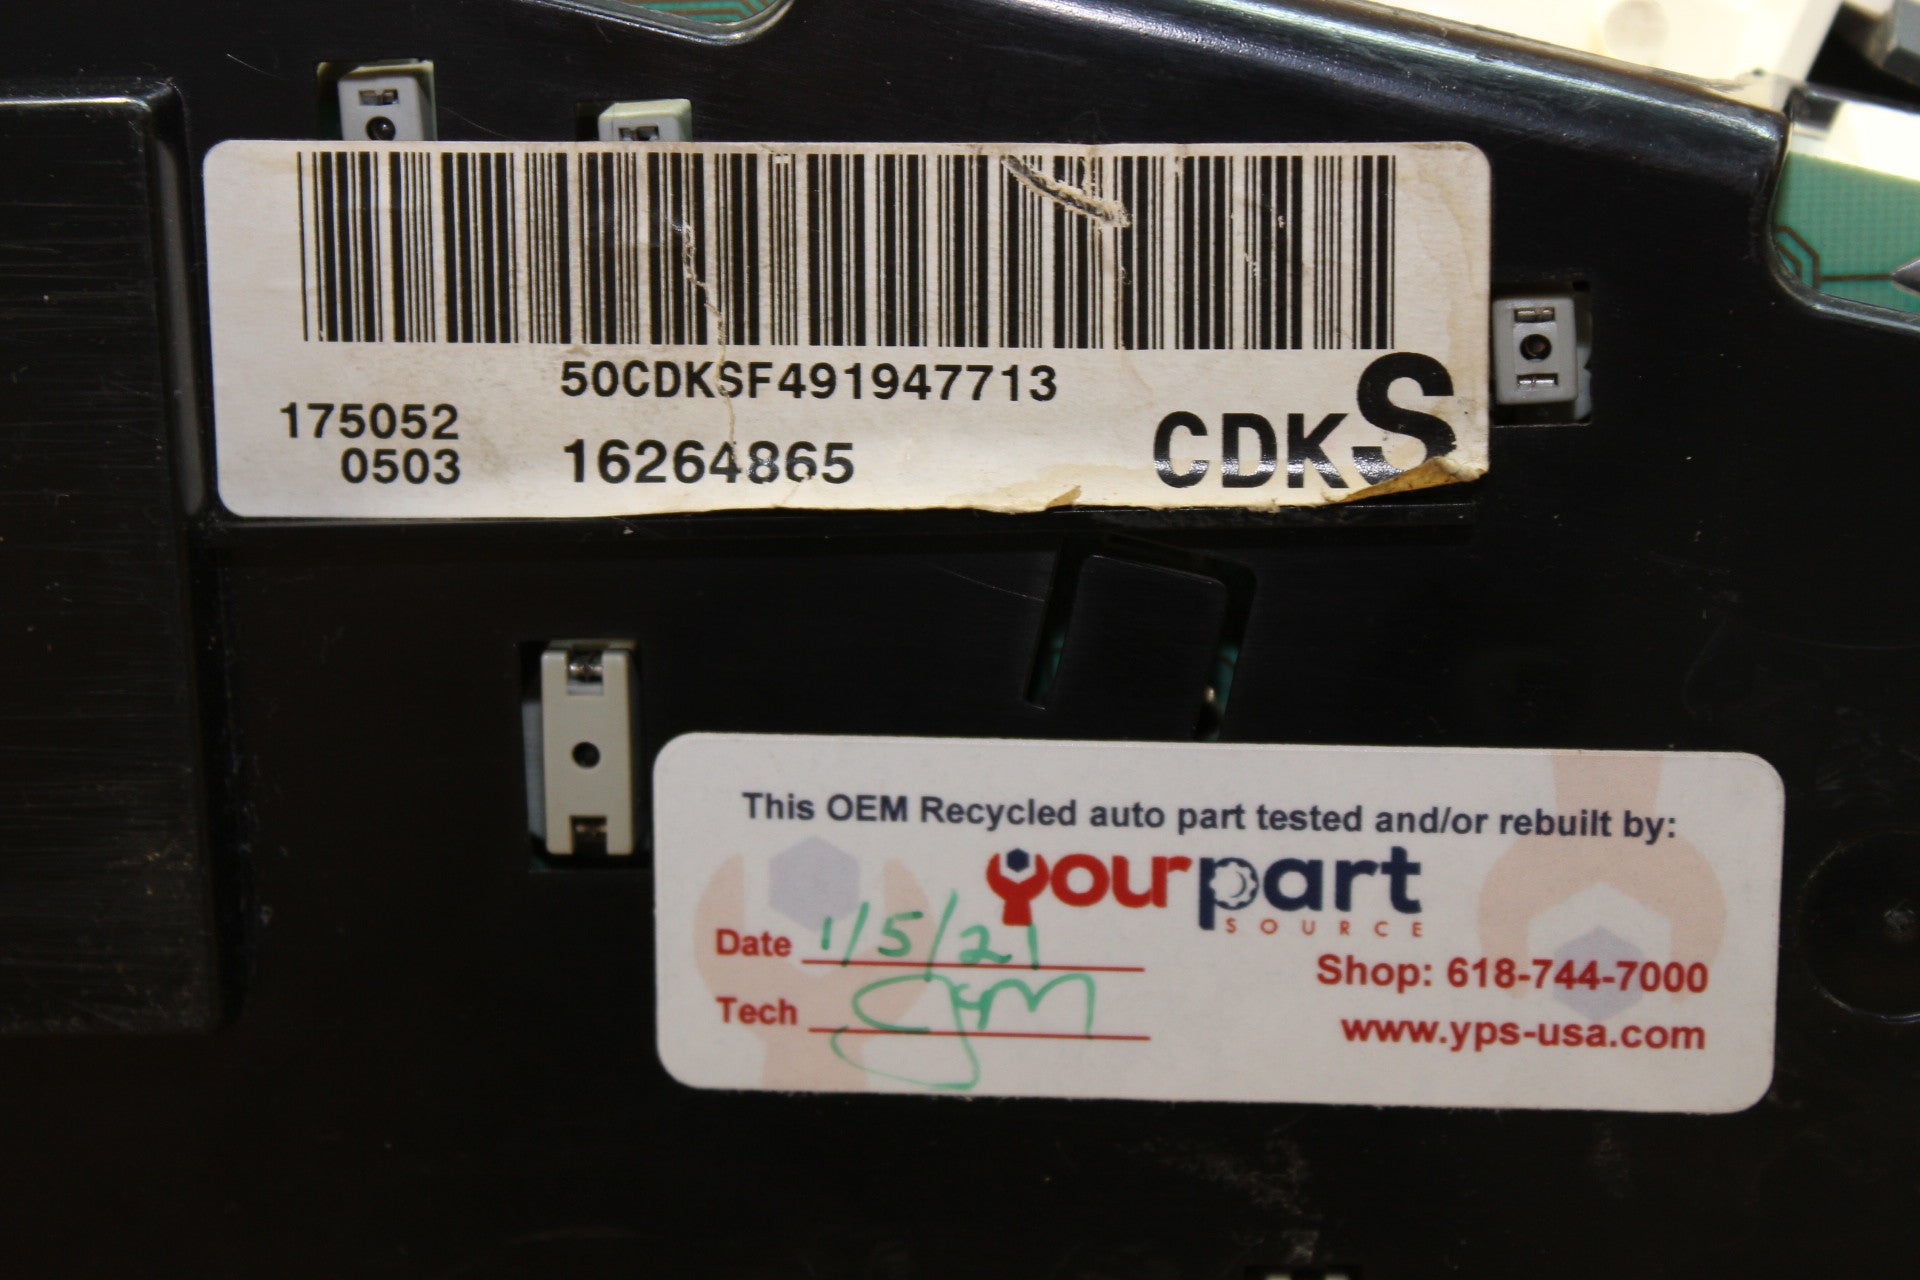 50CDKSF491947713
175052
0503
16264865
CDKS
This OEM Recycled auto part tested and/or rebuilt by:
yourpart
SOURCE
Date 1/5/21
Tech
Shop: 618-744-7000
www.yps-usa.com